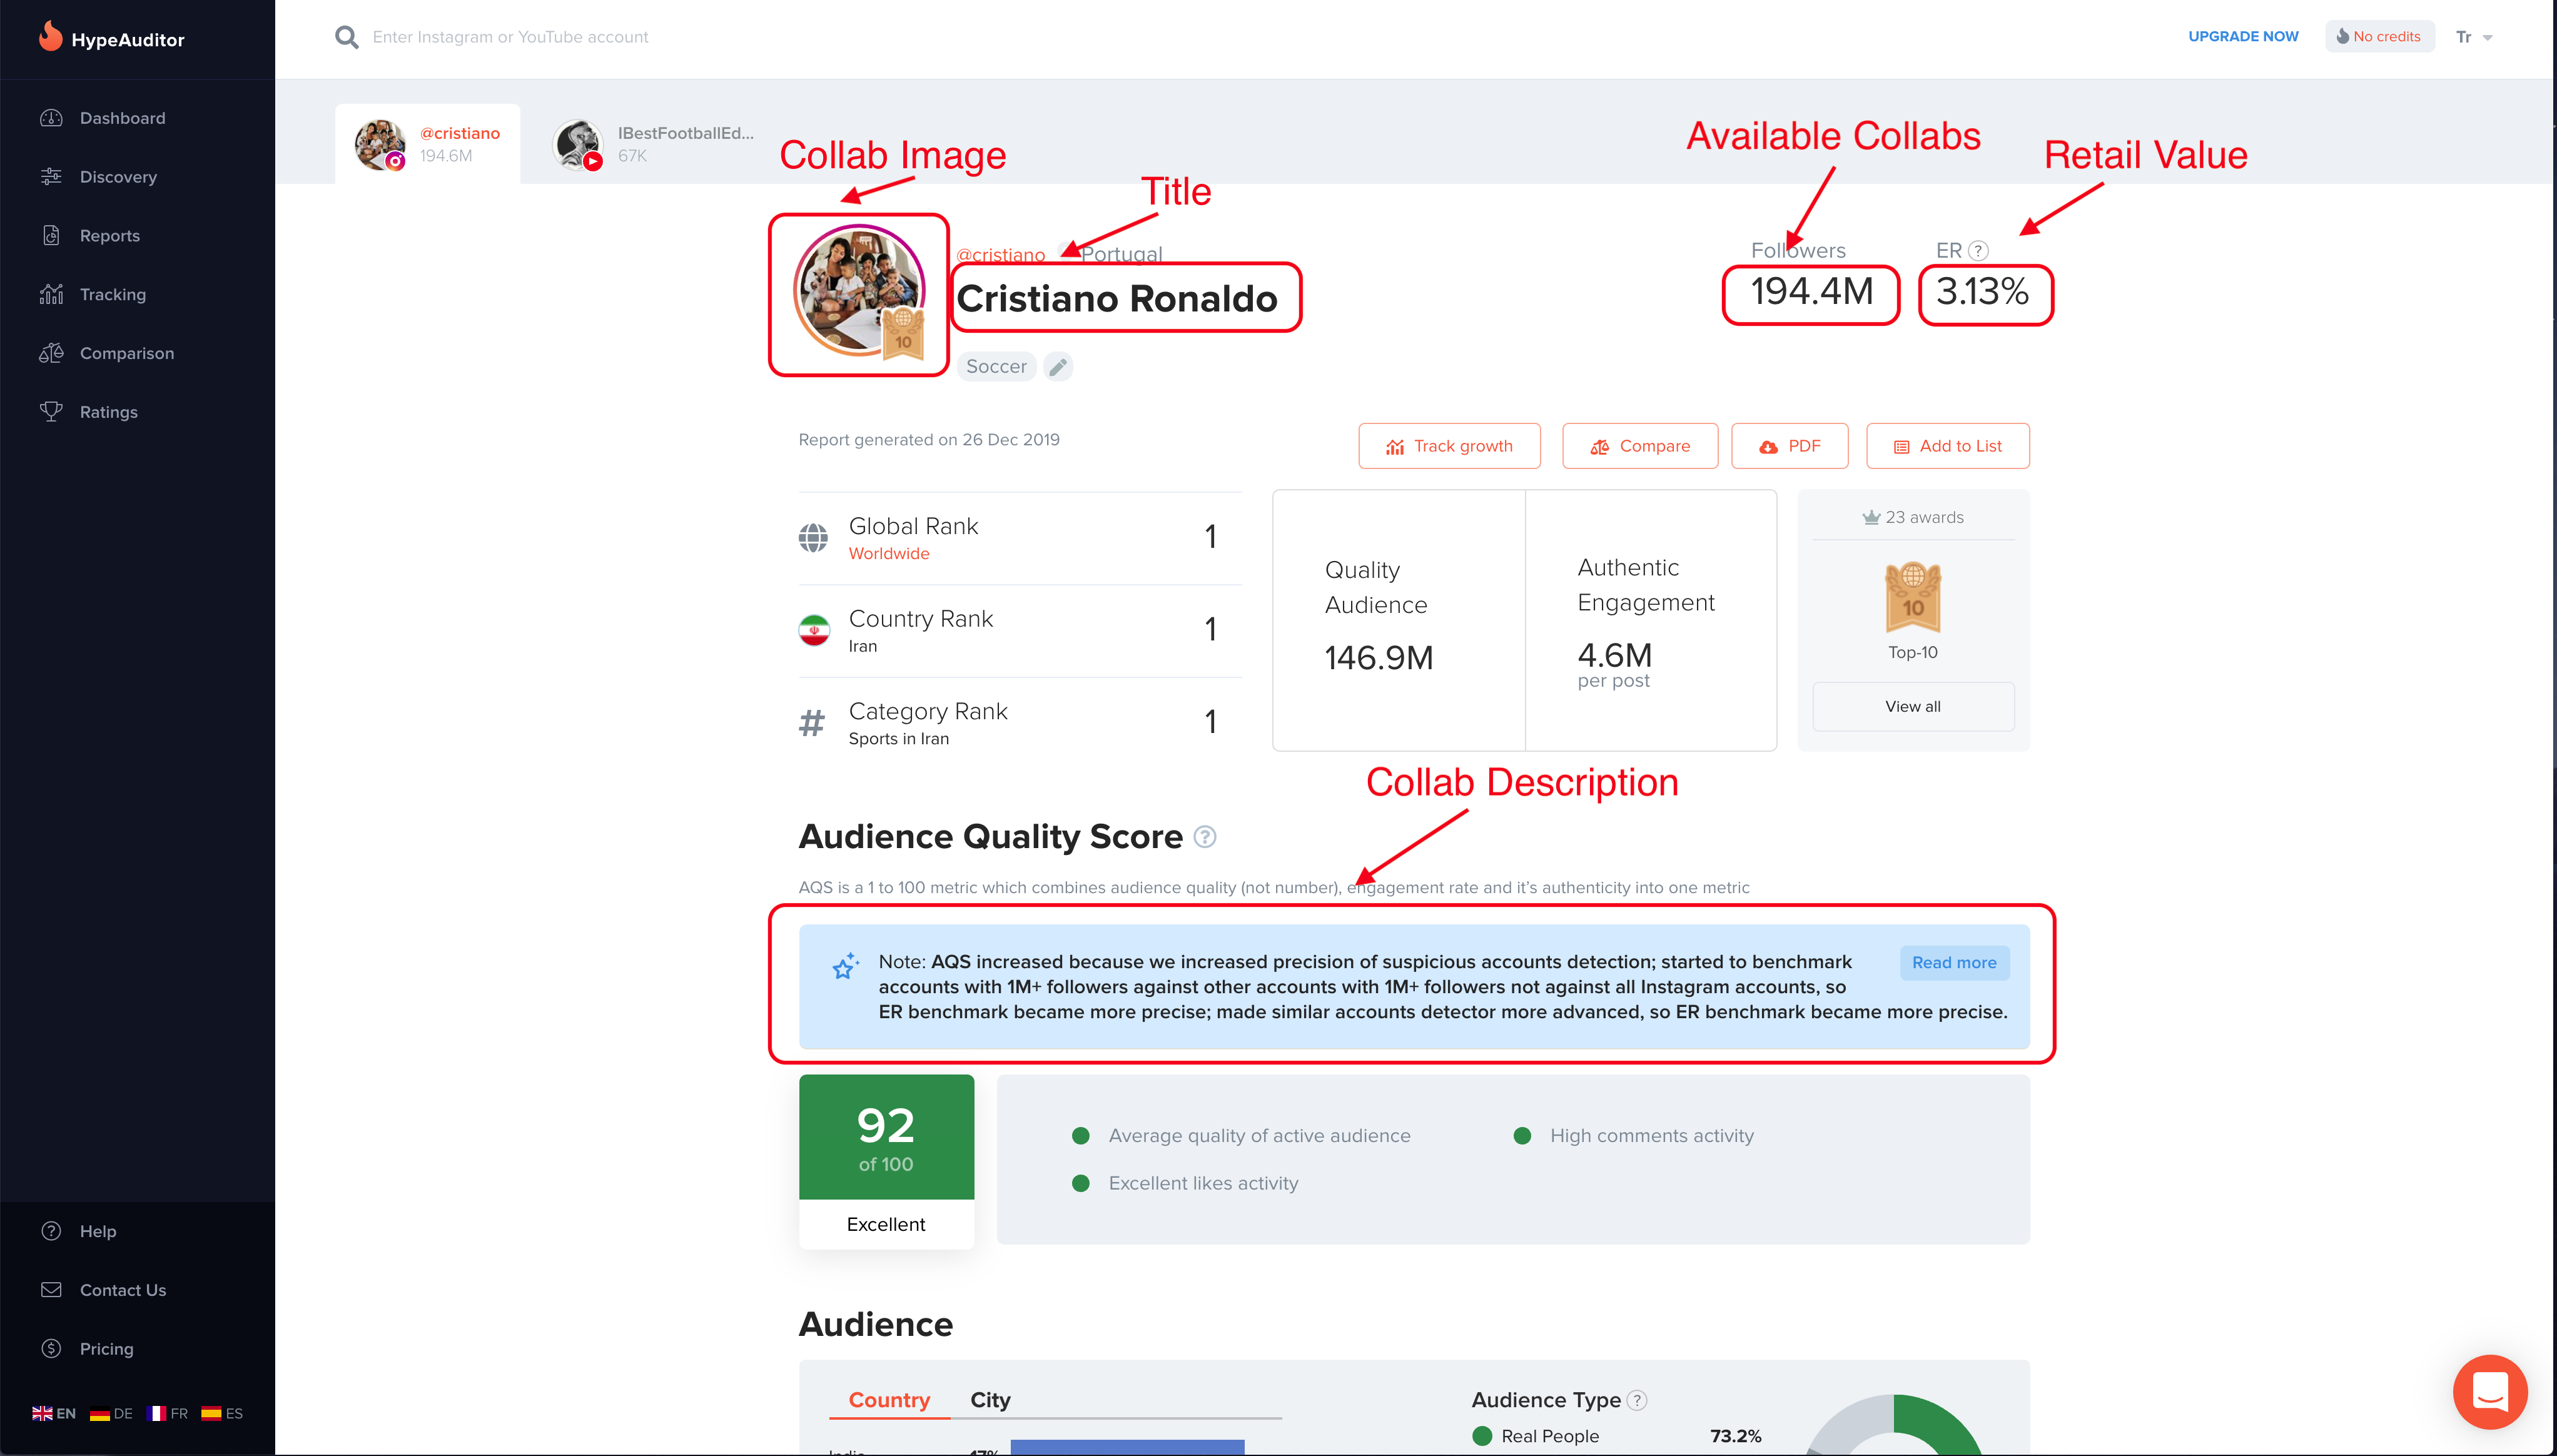 HypeAuditor
Enter Instagram or YouTube account
UPGRADE NOW
No credits
Tr
Dashboard
Discovery
Reports
Tracking
Comparison
Ratings
@cristiano
194.6M
IBestFootballEd...
67K
Collab Image
Title
Available Collabs
Retail Value
@cristiano
Portugal
Cristiano Ronaldo
10
Soccer
Followers
194.4M
ER ?
3.13%
Report generated on 26 Dec 2019
Track growth
Compare
PDF
Add to List
Global Rank
Worldwide
1
Country Rank
Iran
1
# Category Rank
Sports in Iran
1
Quality
Audience
146.9M
Authentic
Engagement
4.6M
per post
23 awards
10
Top-10
View all
Collab Description
Audience Quality Score ?
AQS is a 1 to 100 metric which combines audience quality (not number), engagement rate and it's authenticity into one metric
Note: AQS increased because we increased precision of suspicious accounts detection; started to benchmark
accounts with 1M+ followers against other accounts with 1M+ followers not against all Instagram accounts, so
ER benchmark became more precise; made similar accounts detector more advanced, so ER benchmark became more precise.
Read more
92
of 100
Excellent
Average quality of active audience
High comments activity
Excellent likes activity
Audience
Country
City
Audience Type ?
Real People
73.2%
Help
Contact Us
Pricing
EN
DE
FR
ES